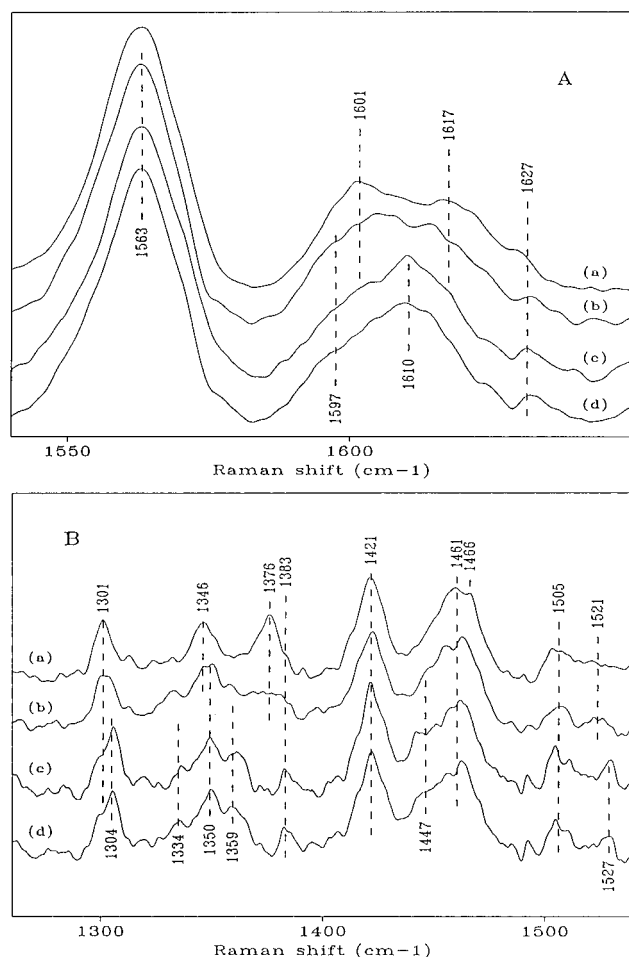 A
1601
1617
1627
1563
(a)
(b)
(c)
(d)
1597
1610
1550
1600
Raman shift (cm-1)
B
1301
1346
1376
1383
1421
1461
1466
1505
1521
(a)
(b)
(c)
(d)
1304
1334
1350
1359
1447
1527
1300
1400
1500
Raman shift (cm-1)